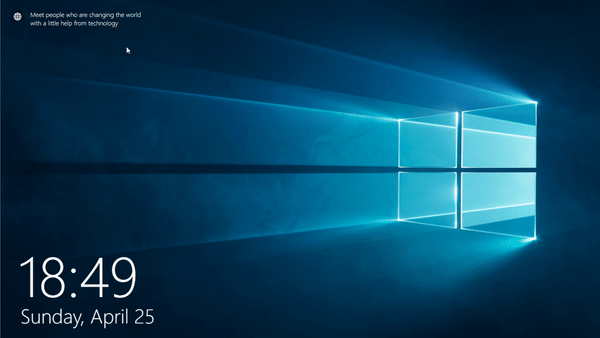 Meet people who are changing the world
with a little help from technology
18:49
Sunday, April 25